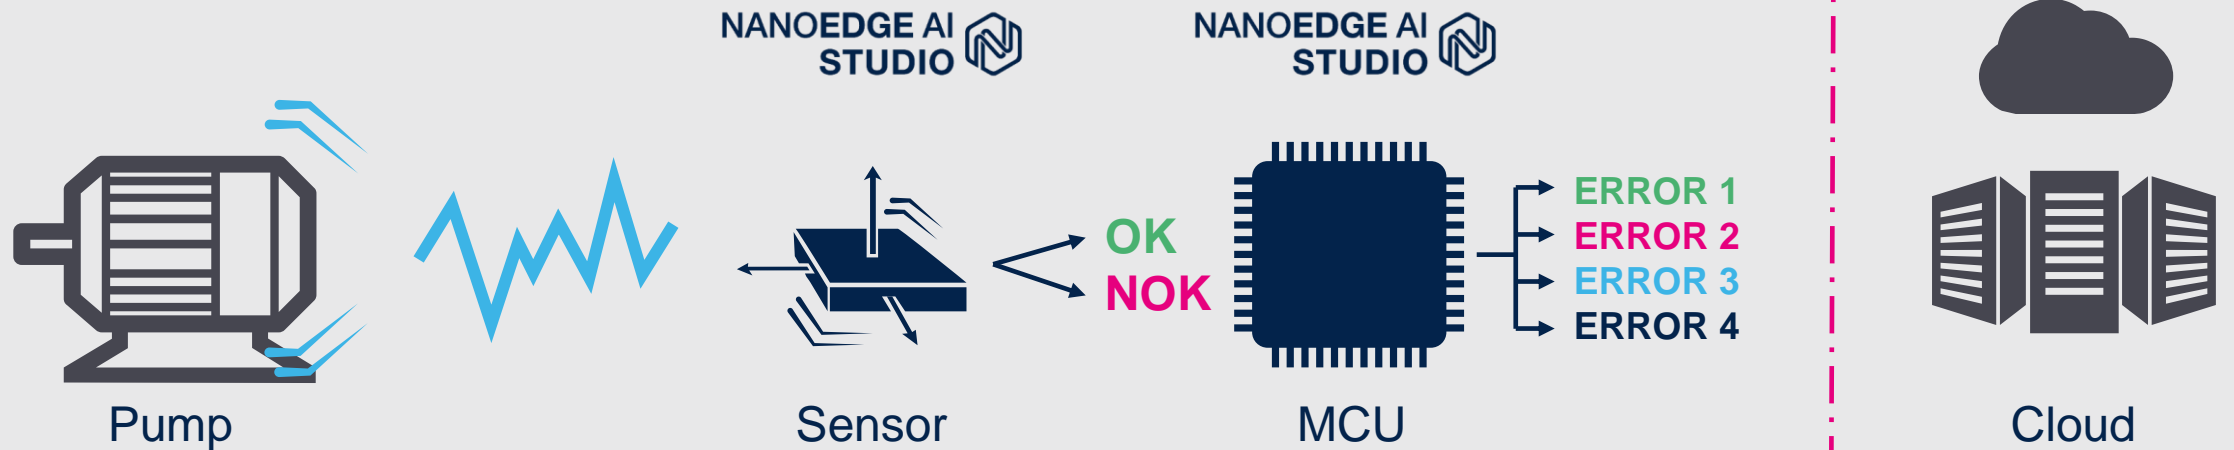 NANOEDGE AI
STUDIO
NANOEDGE AI
STUDIO
OK
NOK
ERROR 1
ERROR 2
ERROR 3
ERROR 4
Pump
Sensor
MCU
Cloud